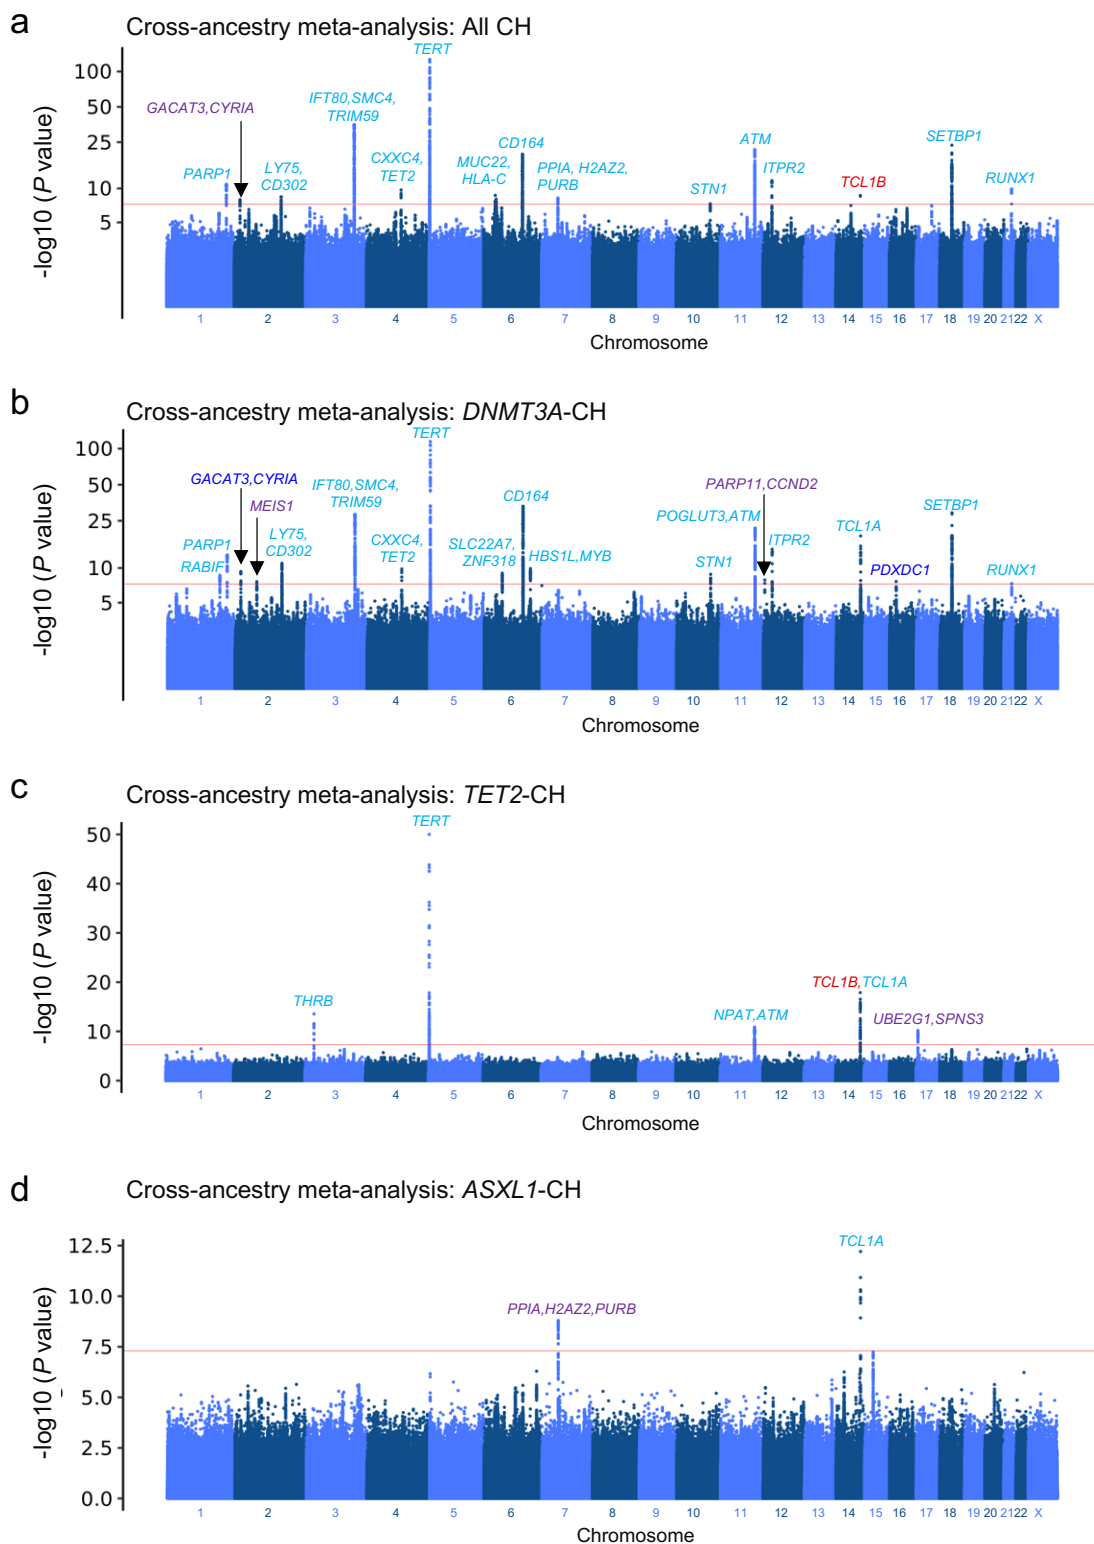 a
Cross-ancestry meta-analysis: All CH
TERT
100
GACAT3,CYRIA
IFT80,SMC4,
TRIM59
50
25
10
5
-log10 (P value)
PARP1
LY75,
CD302
CXXC4,
TET2
MUC22,
HLA-C
CD164
PPIA, H2AZ2,
PURB
STN1
ATM
ITPR2
TCL1B
SETBP1
RUNX1
1 2 3 4 5 6 7 8 9 10 11 12 13 14 15 16 17 18 19 20 21 22 X
Chromosome
b
Cross-ancestry meta-analysis: DNMT3A-CH
TERT
100
50
25
10
5
-log10 (P value)
GACAT3,CYRIA
MEIS1
PARP1
RABIF
LY75,
CD302
IFT80,SMC4,
TRIM59
CXXC4,
TET2
SLC22A7,
ZNF318
CD164
HBS1L,MYB
PARP11,CCND2
POGLUT3,ATM
STN1
ITPR2
TCL1A
PDXDC1
SETBP1
RUNX1
1 2 3 4 5 6 7 8 9 10 11 12 13 14 15 16 17 18 19 20 21 22 X
Chromosome
c
Cross-ancestry meta-analysis: TET2-CH
TERT
50
40
30
20
10
0
-log10 (P value)
THRB
NPAT,ATM
TCL1B,TCL1A
UBE2G1,SPNS3
1 2 3 4 5 6 7 8 9 10 11 12 13 14 15 16 17 18 19 20 21 22 X
Chromosome
d
Cross-ancestry meta-analysis: ASXL1-CH
12.5
10.0
7.5
5.0
2.5
0.0
-log10 (P value)
TCL1A
PPIA,H2AZ2,PURB
1 2 3 4 5 6 7 8 9 10 11 12 13 14 15 16 17 18 19 20 21 22 X
Chromosome